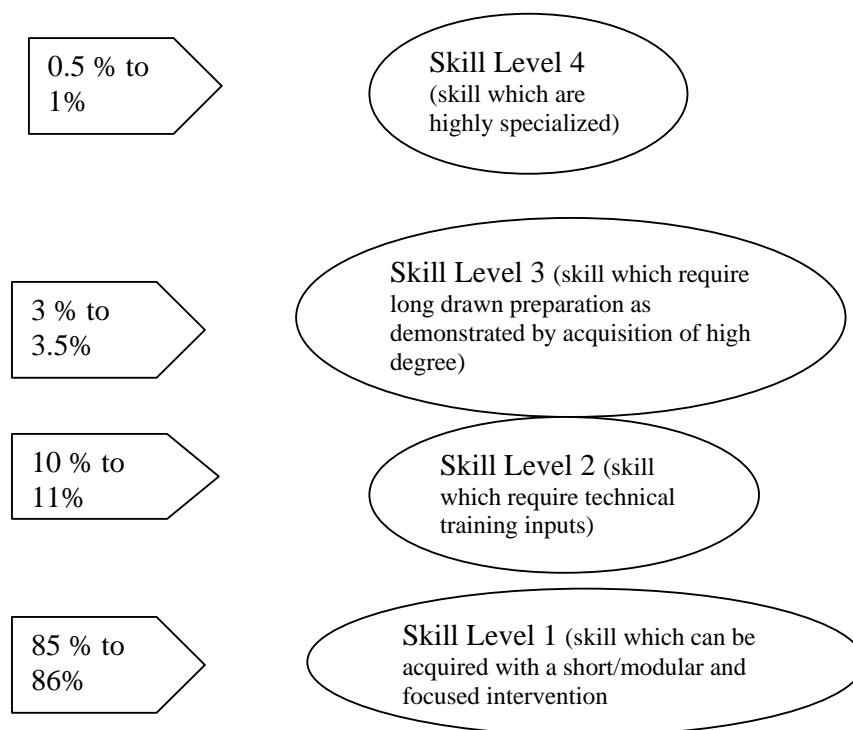 0.5 % to
1%
Skill Level 4
(skill which are
highly specialized)
3 % to
3.5%
Skill Level 3 (skill which require
long drawn preparation as
demonstrated by acquisition of high
degree)
10 % to
11%
Skill Level 2 (skill
which require technical
training inputs)
85 % to
86%
Skill Level 1 (skill which can be
acquired with a short/modular and
focused intervention